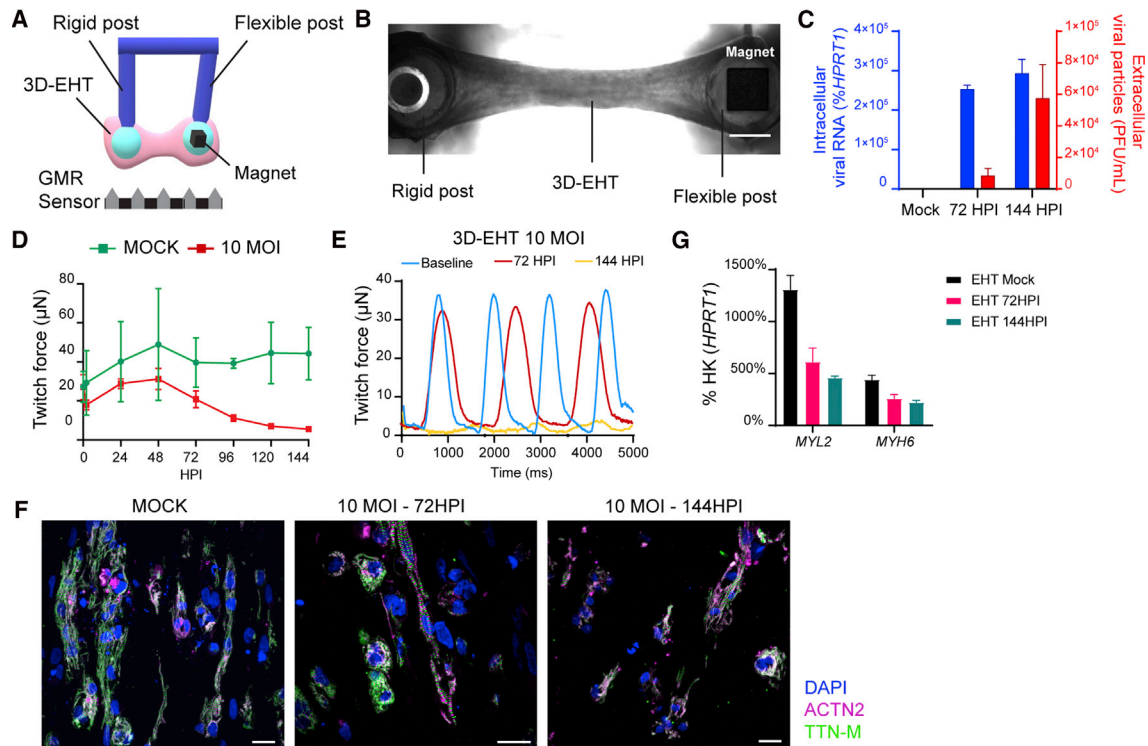 A
Rigid post
Flexible post
3D-EHT
Magnet
GMR
Sensor
B
Magnet
Rigid post
3D-EHT
Flexible post
C
Intracellular
viral RNA (%HPRT1)
4×10⁵
3×10⁵
2×10⁵
1×10⁵
0
1×10⁵
8×10⁴
6×10⁴
4×10⁴
2×10⁴
0
Extracellular
viral particles (PFU/mL)
Mock 72 HPI 144 HPI
D
MOCK 10 MOI
Twitch force (µN)
80
60
40
20
0
0 24 48 72 96 120 144
HPI
E
3D-EHT 10 MOI
Baseline 72 HPI 144 HPI
Twitch force (µN)
40
30
20
10
0
0 1000 2000 3000 4000 5000
Time (ms)
G
% HK (HPRT1)
1500%
1000%
500%
0%
MYL2 MYH6
EHT Mock
EHT 72HPI
EHT 144HPI
F
MOCK
10 MOI - 72HPI
10 MOI - 144HPI
DAPI
ACTN2
TTN-M